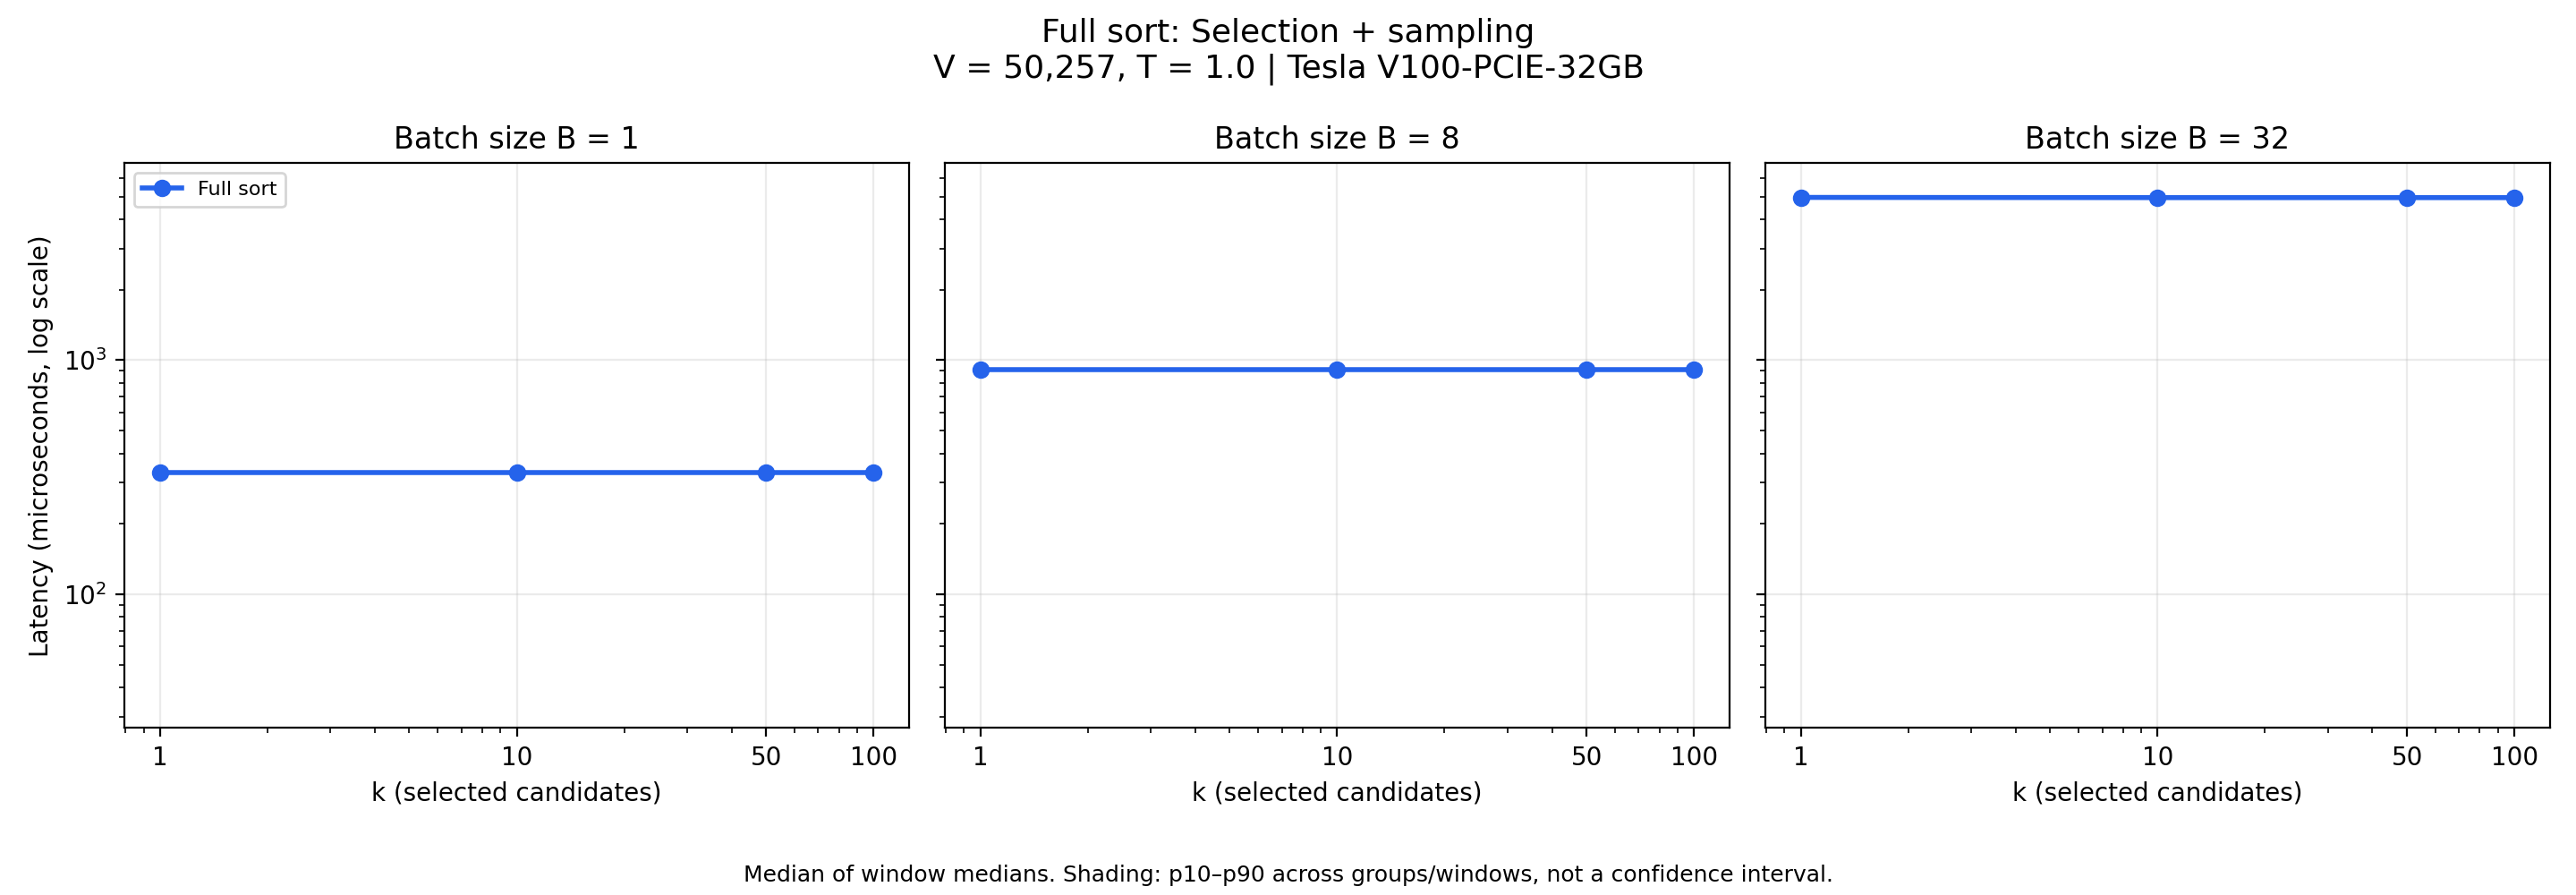 Full sort: Selection + sampling
V = 50,257, T = 1.0 | Tesla V100-PCIE-32GB
Batch size B = 1
Batch size B = 8
Batch size B = 32
Full sort
Latency (microseconds, log scale)
10³
10²
1 10 50 100
1 10 50 100
1 10 50 100
k (selected candidates)
k (selected candidates)
k (selected candidates)
Median of window medians. Shading: p10–p90 across groups/windows, not a confidence interval.